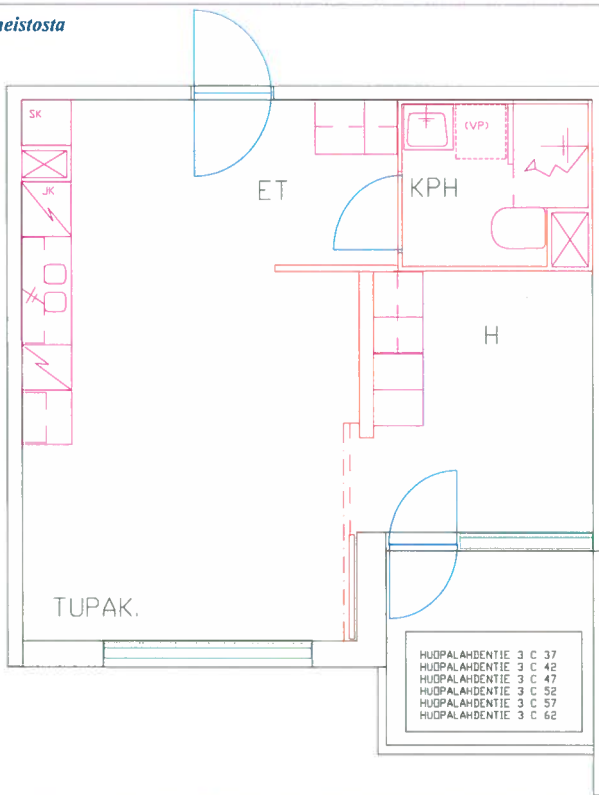 neistosta
SK
(VP)
JK
ET
KPH
H
TUPAK.
HUOPALAHDENTIE 3 C 37
HUOPALAHDENTIE 3 C 42
HUOPALAHDENTIE 3 C 47
HUOPALAHDENTIE 3 C 52
HUOPALAHDENTIE 3 C 57
HUOPALAHDENTIE 3 C 62